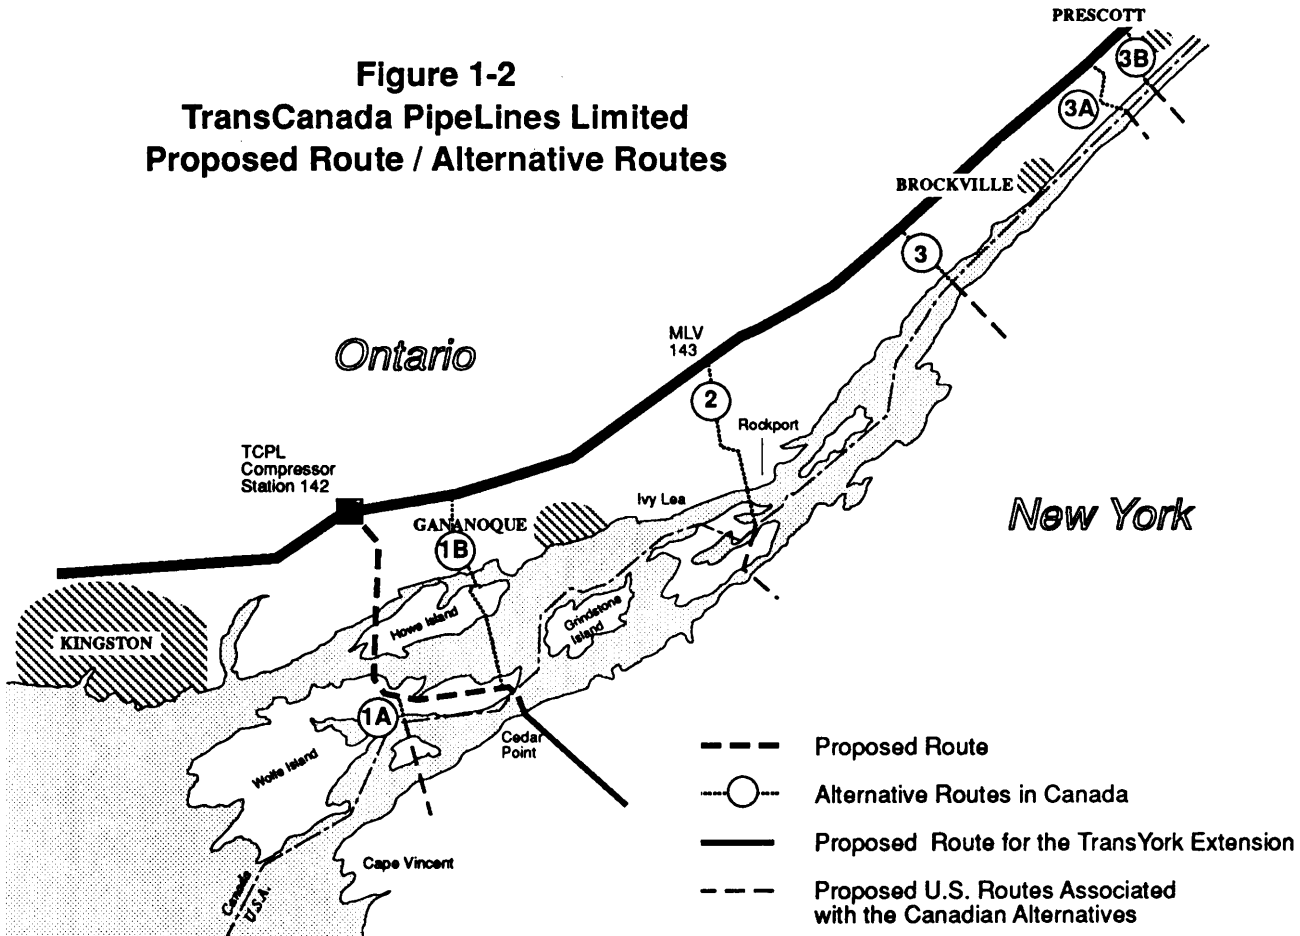 PRESCOTT
Figure 1-2
TransCanada PipeLines Limited
Proposed Route / Alternative Routes
3B
3A
BROCKVILLE
3
Ontario
MLV
143
2
Rockport
TCPL
Compressor
Station 142
Ivy Lea
New York
GANANOQUE
1B
Howe Island
Grindstone
Island
KINGSTON
1A
Cedar
Point
Wolfe Island
Cape Vincent
Canada
U.S.A.
Proposed Route
Alternative Routes in Canada
Proposed Route for the TransYork Extension
Proposed U.S. Routes Associated
with the Canadian Alternatives